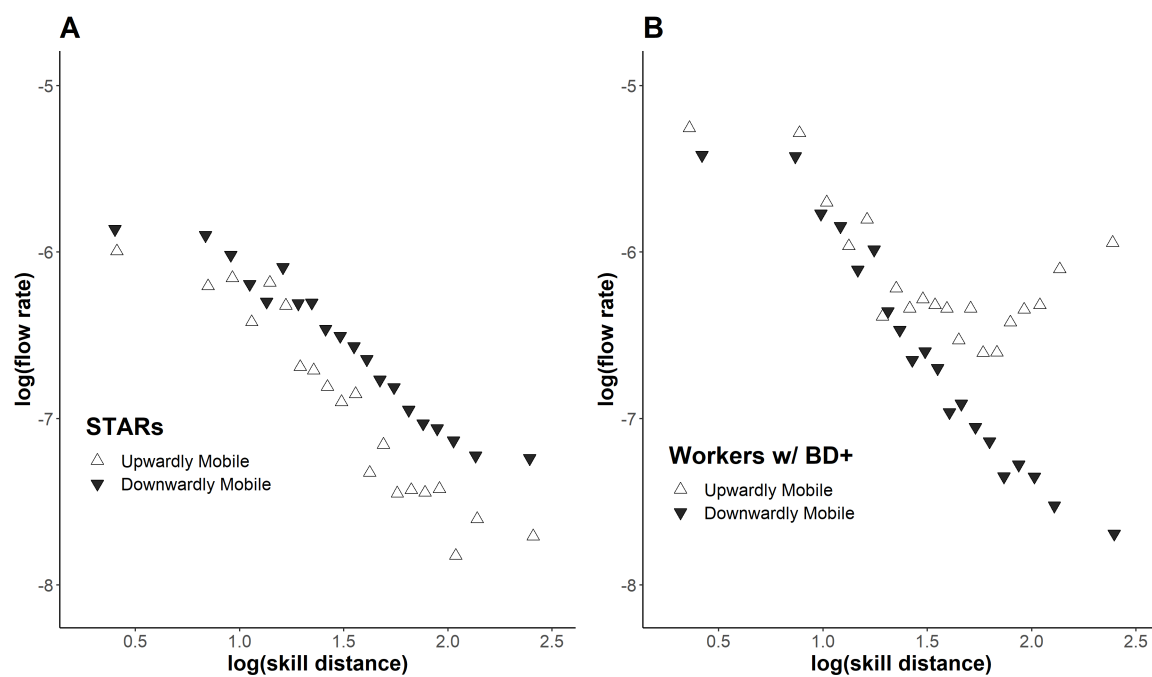 A
-5
-6
-7
-8
log(flow rate)
STARs
Upwardly Mobile
Downwardly Mobile
0.5 1.0 1.5 2.0 2.5
log(skill distance)
B
-5
-6
-7
-8
log(flow rate)
Workers w/ BD+
Upwardly Mobile
Downwardly Mobile
0.5 1.0 1.5 2.0 2.5
log(skill distance)